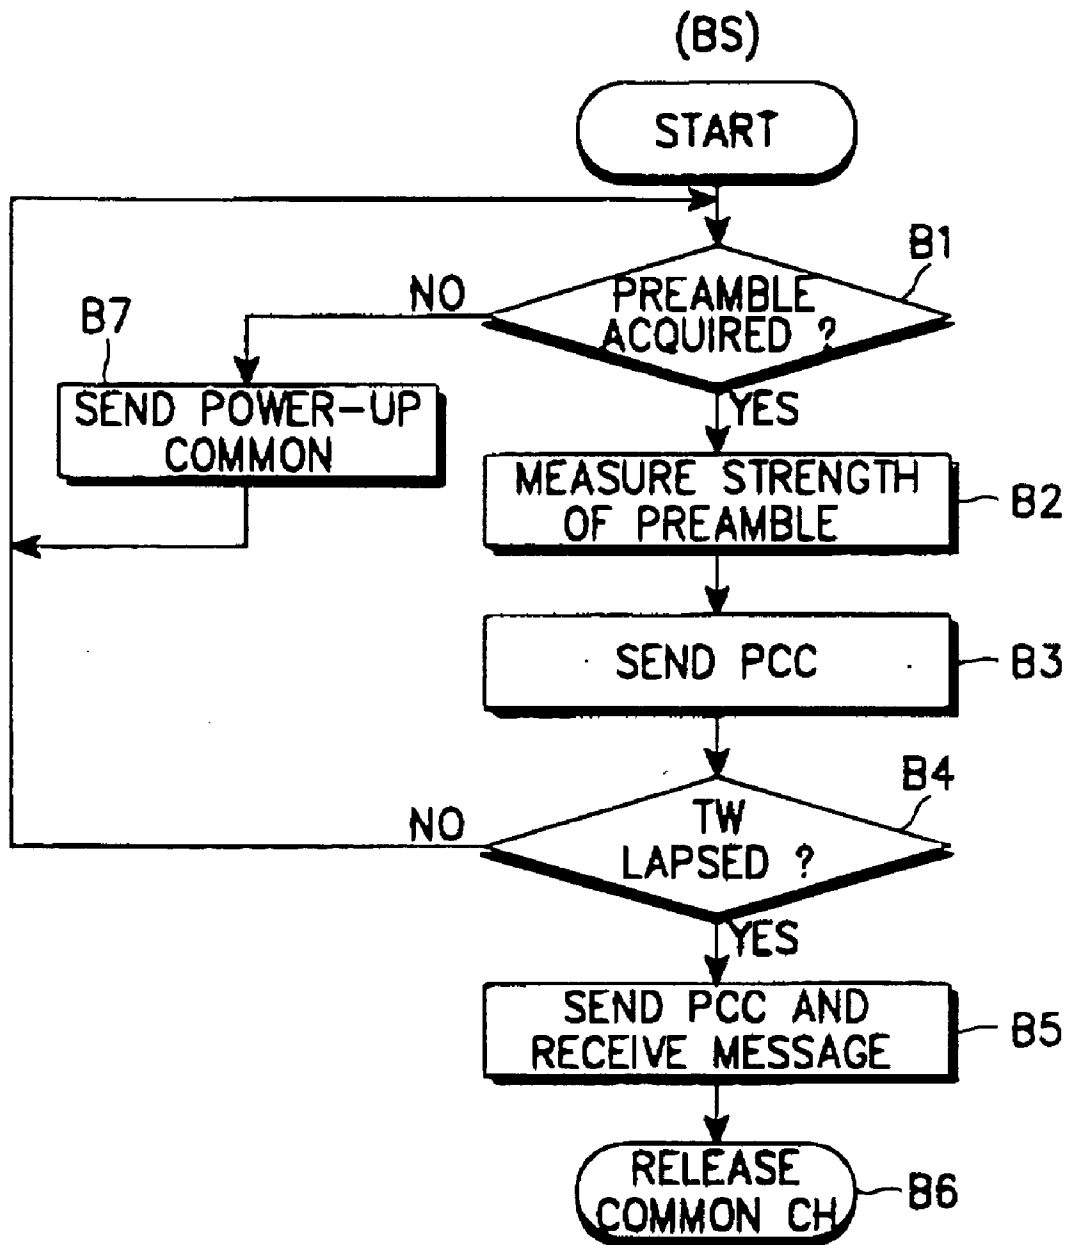 (BS)
START
B1
PREAMBLE
ACQUIRED ?
NO
B7
SEND POWER-UP
COMMON
YES
MEASURE STRENGTH
OF PREAMBLE
B2
SEND PCC
B3
B4
TW
LAPSED ?
NO
YES
SEND PCC AND
RECEIVE MESSAGE
B5
RELEASE
COMMON CH
B6